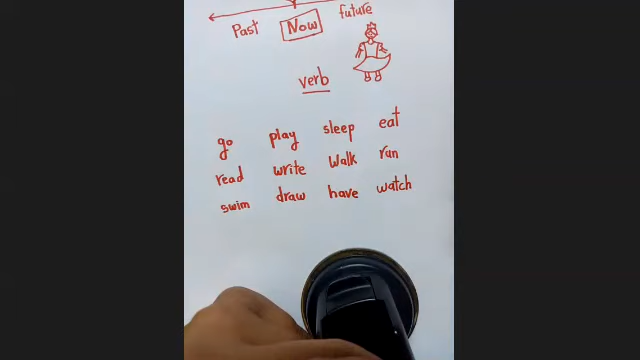 Past Now future
verb
go play sleep eat
read write walk run
swim draw have watch